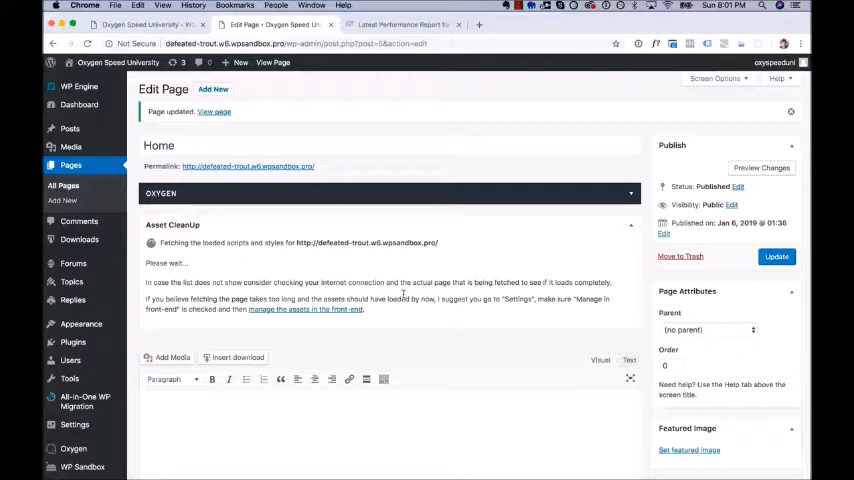 Chrome File Edit View History Bookmarks People Window Help
Sun 8:01 PM
Oxygen Speed University – Wo
Edit Page ‹ Oxygen Speed Un
GT Latest Performance Report fo
Not Secure defeated-trout.w6.wpsandbox.pro/wp-admin/post.php?post=5&action=edit
Oxygen Speed University 3 0 New View Page oxyspeeduni
WP Engine
Dashboard
Posts
Media
Pages
All Pages
Add New
Comments
Downloads
Forums
Topics
Replies
Appearance
Plugins
Users
Tools
All-in-One WP
Migration
Settings
Oxygen
WP Sandbox
Screen Options Help
Edit Page Add New
Page updated. View page
Home
Permalink: http://defeated-trout.w6.wpsandbox.pro/
OXYGEN
Asset CleanUp
Fetching the loaded scripts and styles for http://defeated-trout.w6.wpsandbox.pro/
Please wait...
In case the list does not show consider checking your internet connection and the actual page that is being fetched to see if it loads completely.
If you believe fetching the page takes too long and the assets should have loaded by now, I suggest you go to "Settings", make sure "Manage in
front-end" is checked and then manage the assets in the front-end.
Add Media Insert download
Visual Text
Paragraph B I
Publish
Preview Changes
Status: Published Edit
Visibility: Public Edit
Published on: Jan 6, 2019 @ 01:36
Edit
Move to Trash Update
Page Attributes
Parent
(no parent)
Order
0
Need help? Use the Help tab above the
screen title.
Featured Image
Set featured image